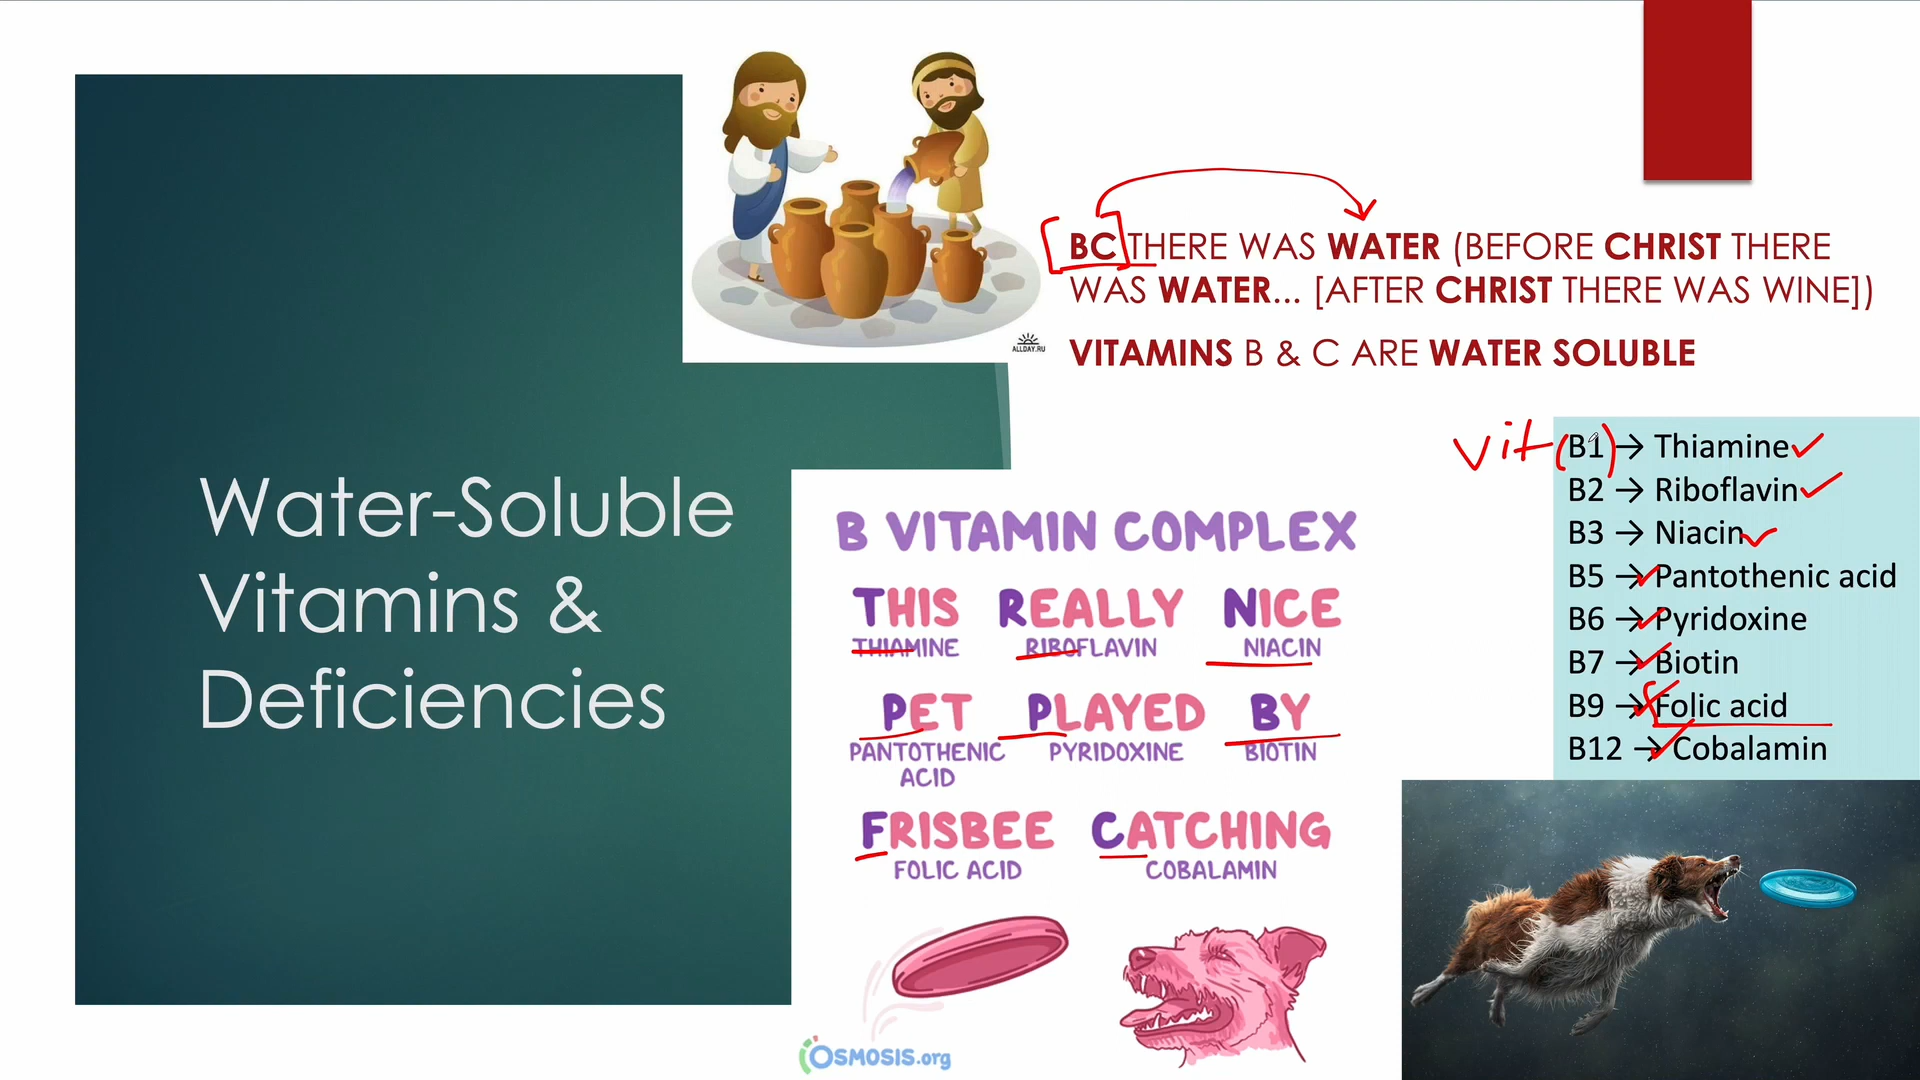 Water-Soluble
Vitamins &
Deficiencies
ALLDAY.RU
BC THERE WAS WATER (BEFORE CHRIST THERE
WAS WATER... [AFTER CHRIST THERE WAS WINE])
VITAMINS B & C ARE WATER SOLUBLE
B VITAMIN COMPLEX
THIS REALLY NICE
THIAMINE RIBOFLAVIN NIACIN
PET PLAYED BY
PANTOTHENIC PYRIDOXINE BIOTIN
ACID
FRISBEE CATCHING
FOLIC ACID COBALAMIN
OSMOSIS.org
Vit (B1) → Thiamine
B2 → Riboflavin
B3 → Niacin
B5 → Pantothenic acid
B6 → Pyridoxine
B7 → Biotin
B9 → Folic acid
B12 → Cobalamin